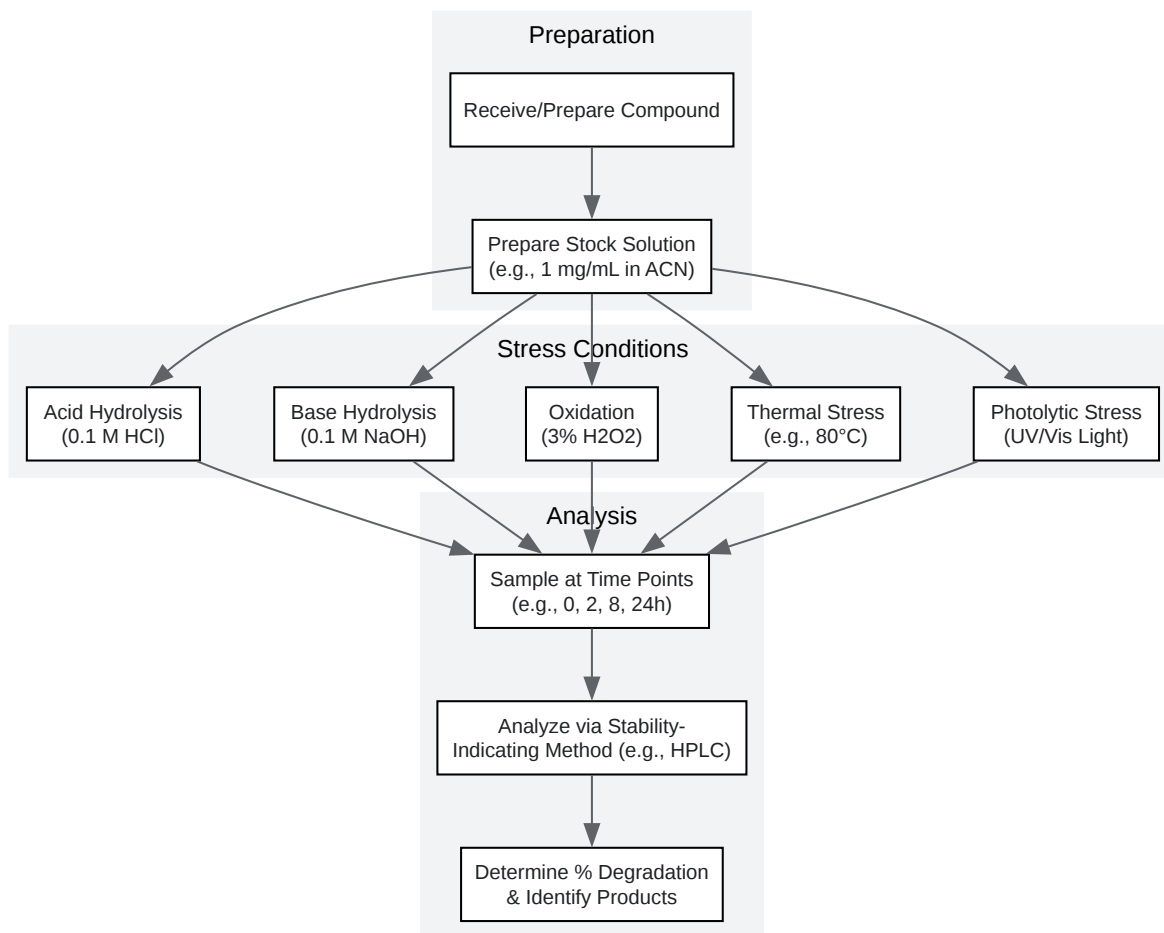 Preparation
Receive/Prepare Compound
Prepare Stock Solution
(e.g., 1 mg/mL in ACN)
Stress Conditions
Acid Hydrolysis
(0.1 M HCl)
Base Hydrolysis
(0.1 M NaOH)
Oxidation
(3% H2O2)
Thermal Stress
(e.g., 80°C)
Photolytic Stress
(UV/Vis Light)
Analysis
Sample at Time Points
(e.g., 0, 2, 8, 24h)
Analyze via Stability-
Indicating Method (e.g., HPLC)
Determine % Degradation
& Identify Products